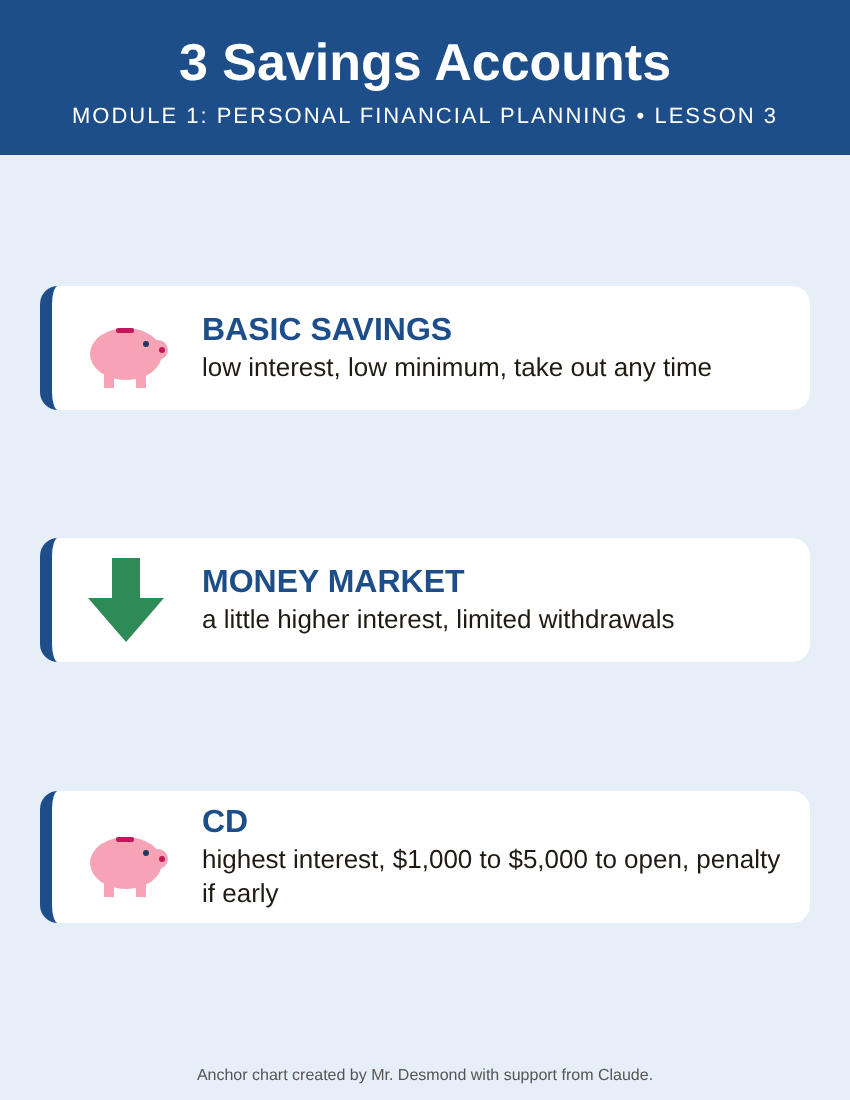 3 Savings Accounts
MODULE 1: PERSONAL FINANCIAL PLANNING • LESSON 3
BASIC SAVINGS
low interest, low minimum, take out any time
MONEY MARKET
a little higher interest, limited withdrawals
CD
highest interest, $1,000 to $5,000 to open, penalty
if early
Anchor chart created by Mr. Desmond with support from Claude.